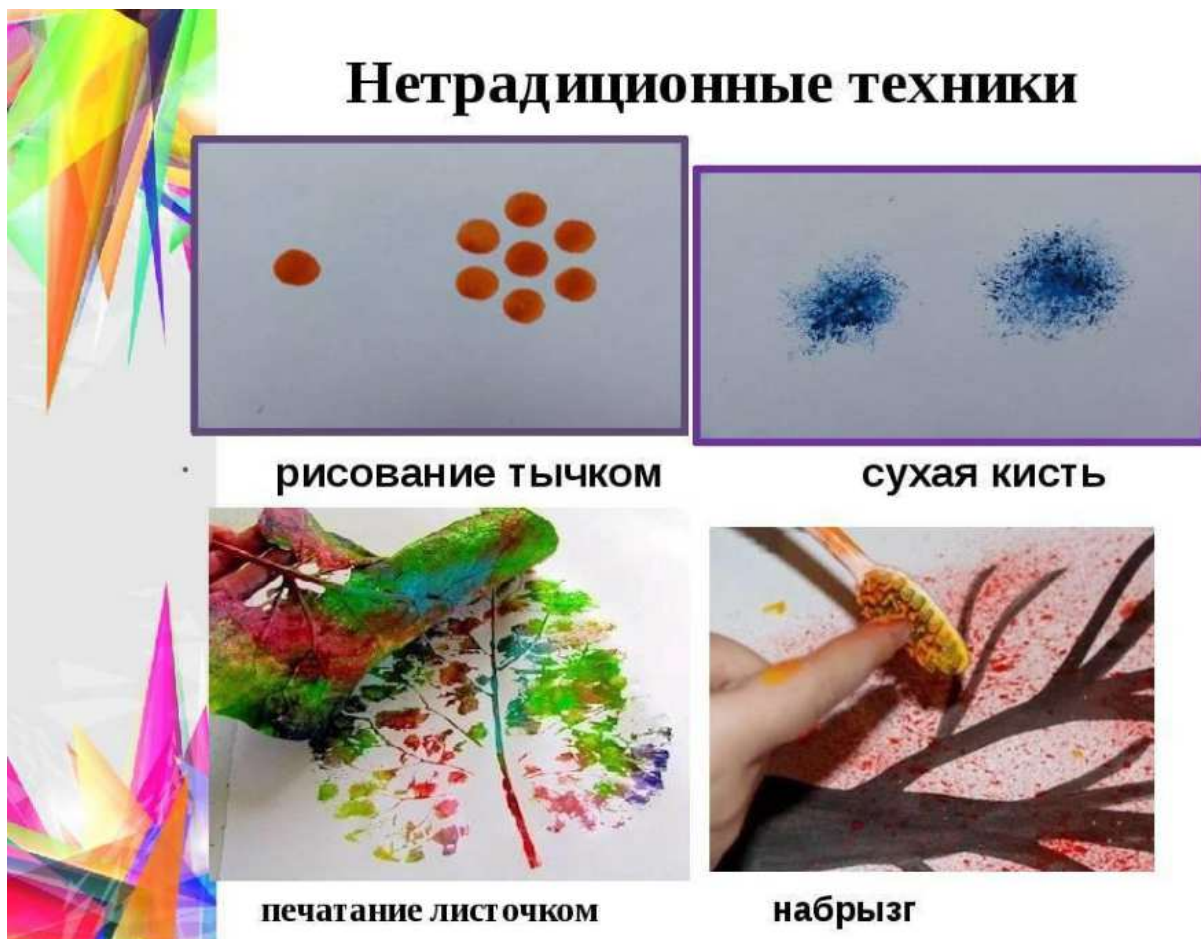 Нетрадиционные техники
рисование тычком
сухая кисть
печатание листочком
набрызг